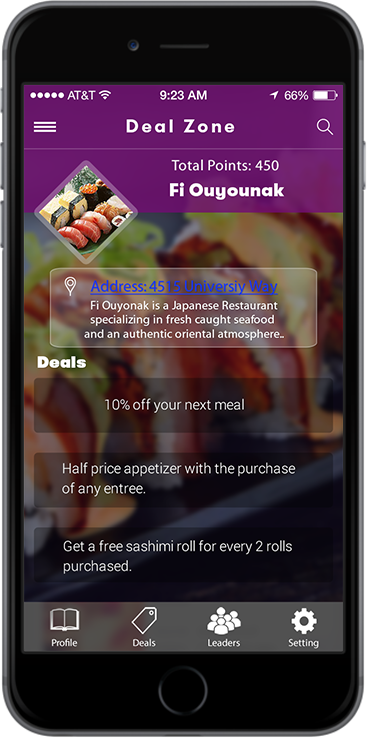 AT&T 9:23 AM 66%
Deal Zone
Total Points: 450
Fi Ouyounak
Address: 4515 Universiy Way
Fi Ouyonak is a Japanese Restaurant
specializing in fresh caught seafood
and an authentic oriental atmosphere..
Deals
10% off your next meal
Half price appetizer with the purchase
of any entree.
Get a free sashimi roll for every 2 rolls
purchased.
Profile Deals Leaders Setting